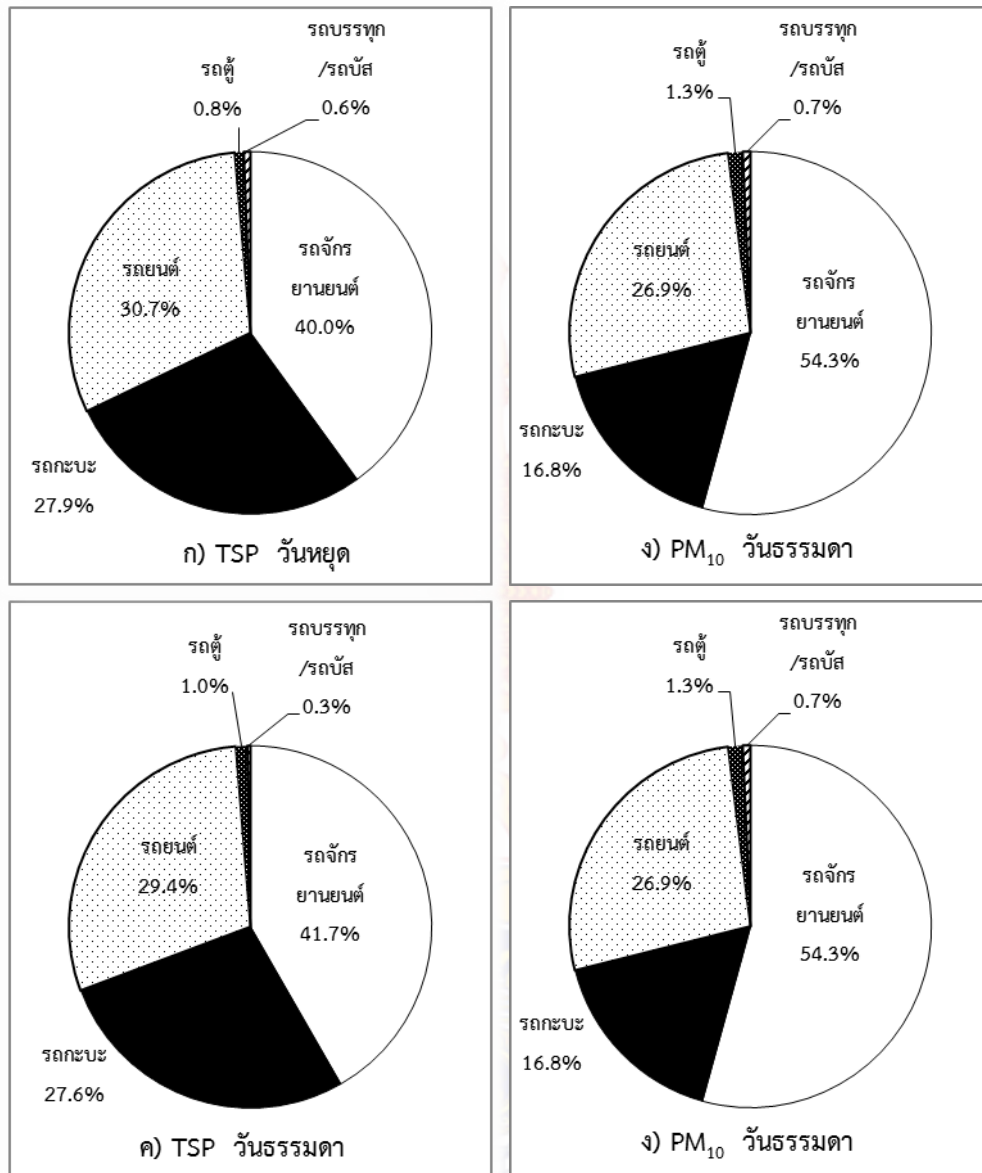 รถบรรทุก
/รถบัส
0.6%
รถตู้
0.8%
รถยนต์
30.7%
รถจักร
ยานยนต์
40.0%
รถกะบะ
27.9%
ก) TSP วันหยุด
รถบรรทุก
/รถบัส
0.7%
รถตู้
1.3%
รถยนต์
26.9%
รถจักร
ยานยนต์
54.3%
รถกะบะ
16.8%
ง) PM₁₀ วันธรรมดา
รถบรรทุก
/รถบัส
0.3%
รถตู้
1.0%
รถยนต์
29.4%
รถจักร
ยานยนต์
41.7%
รถกะบะ
27.6%
ค) TSP วันธรรมดา
รถบรรทุก
/รถบัส
0.7%
รถตู้
1.3%
รถยนต์
26.9%
รถจักร
ยานยนต์
54.3%
รถกะบะ
16.8%
ง) PM₁₀ วันธรรมดา